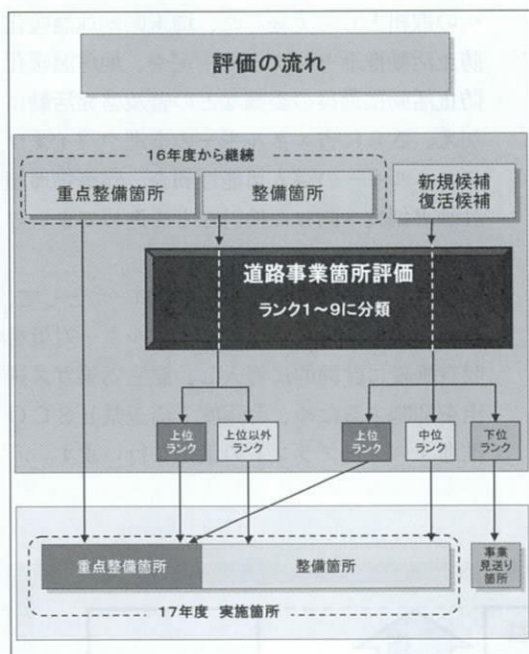 評価の流れ
16年度から継続
重点整備箇所
整備箇所
新規候補
復活候補
道路事業箇所評価
ランク1～9に分類
上位
ランク
上位以外
ランク
上位
ランク
中位
ランク
下位
ランク
重点整備箇所
整備箇所
事業
見送り
箇所
17年度 実施箇所